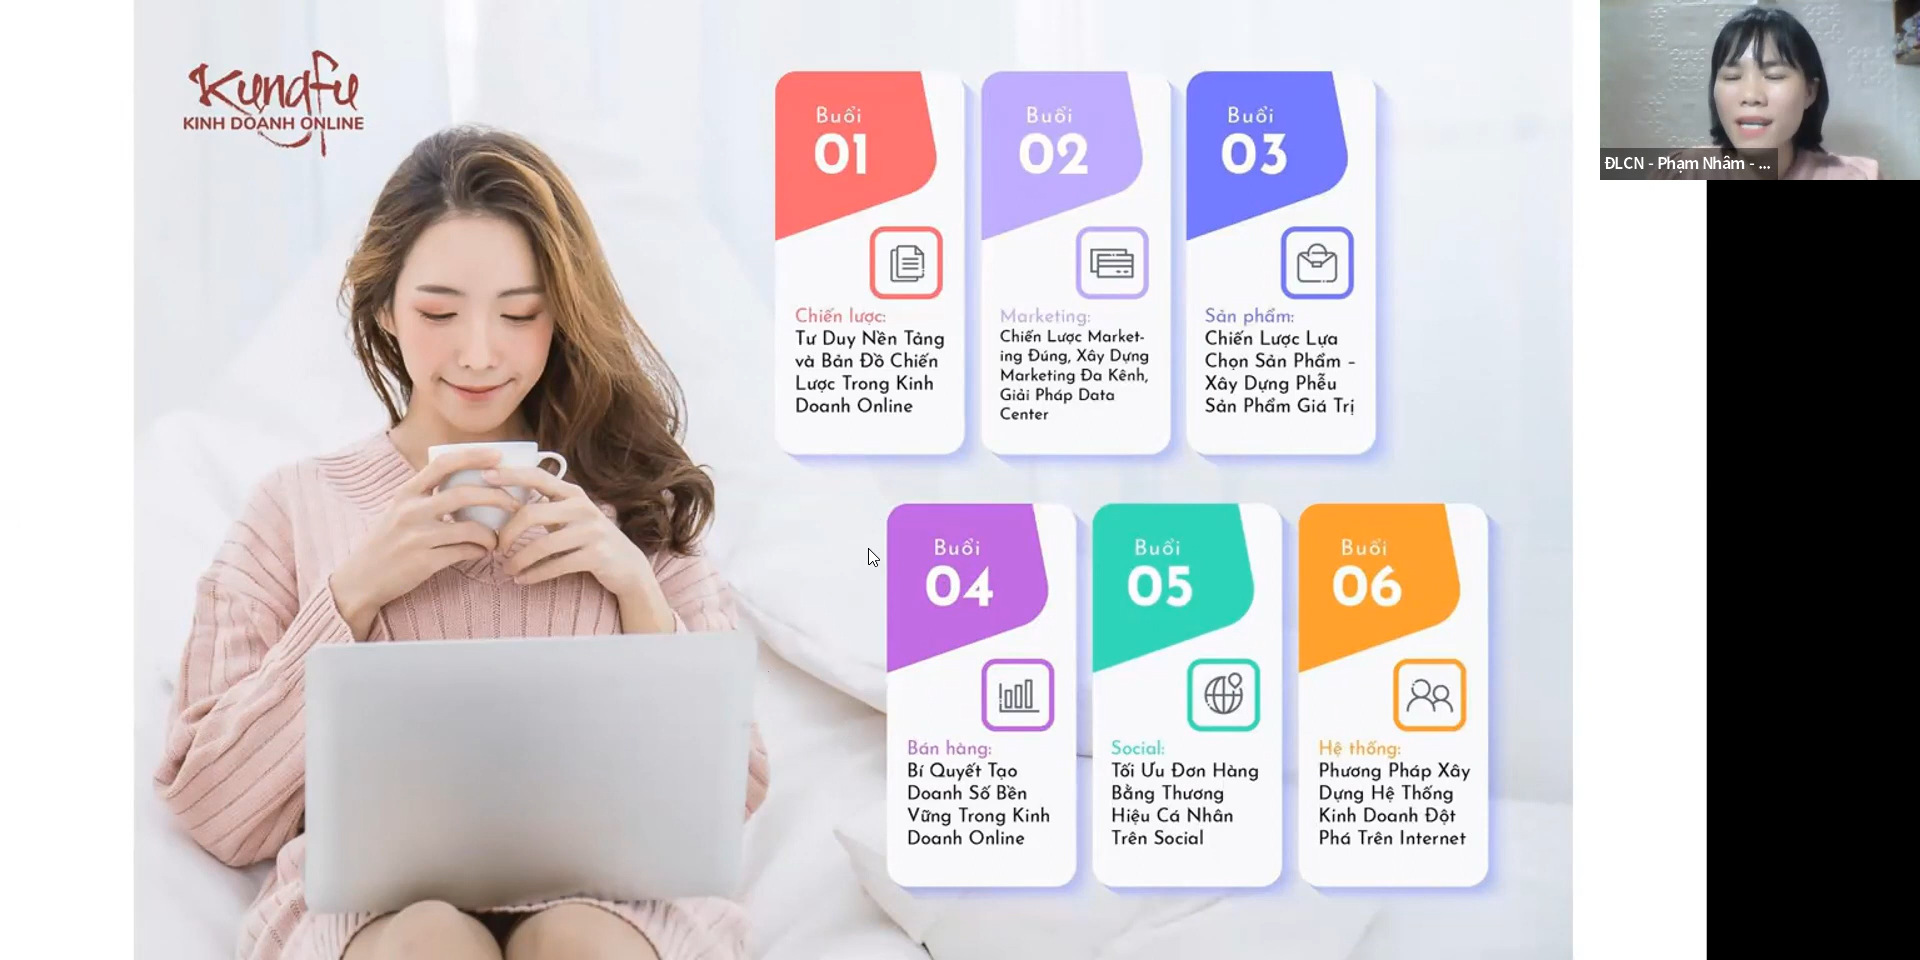 Kungfu
KINH DOANH ONLINE
Buổi
01
Chiến lược:
Tư Duy Nền Tảng
và Bản Đồ Chiến
Lược Trong Kinh
Doanh Online
Buổi
02
Marketing:
Chiến Lược Market-
ing Đúng, Xây Dựng
Marketing Đa Kênh,
Giải Pháp Data
Center
Buổi
03
Sản phẩm:
Chiến Lược Lựa
Chọn Sản Phẩm –
Xây Dựng Phễu
Sản Phẩm Giá Trị
Buổi
04
Bán hàng:
Bí Quyết Tạo
Doanh Số Bền
Vững Trong Kinh
Doanh Online
Buổi
05
Social:
Tối Ưu Đơn Hàng
Bằng Thương
Hiệu Cá Nhân
Trên Social
Buổi
06
Hệ thống:
Phương Pháp Xây
Dựng Hệ Thống
Kinh Doanh Đột
Phá Trên Internet
ĐLCN - Phạm Nhâm - ...